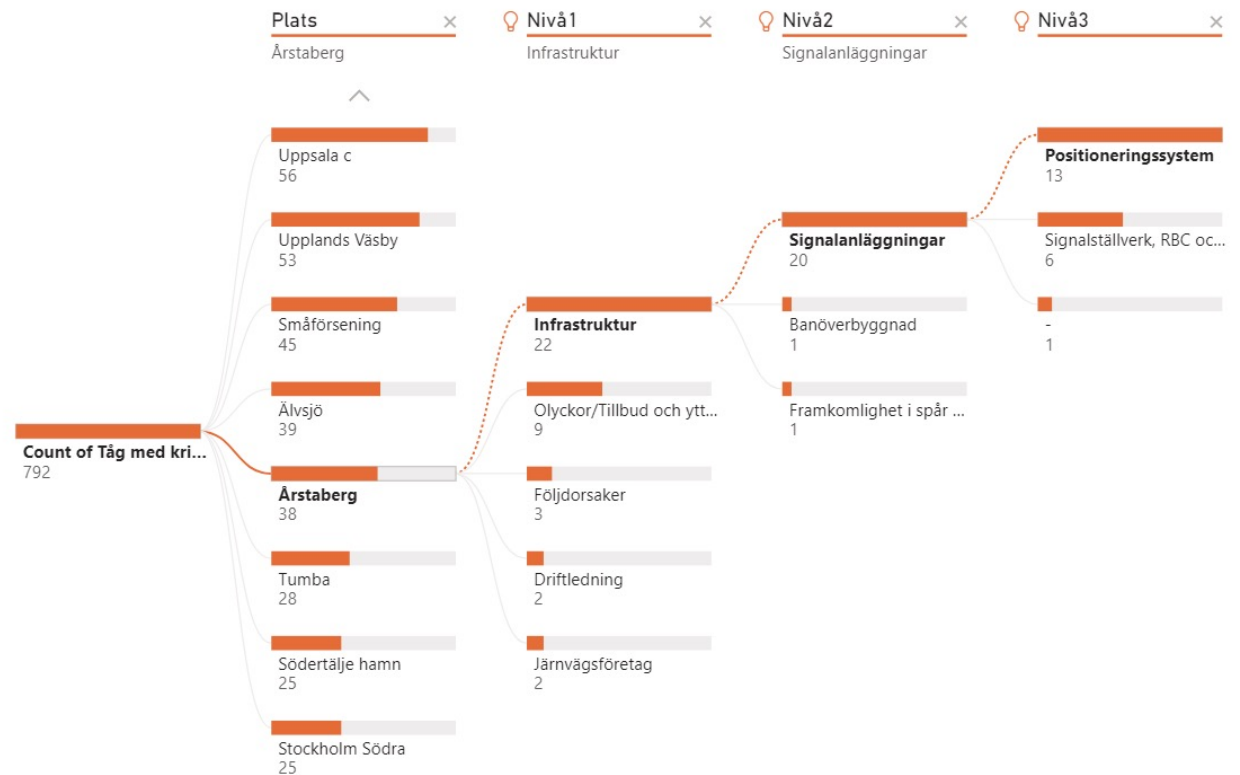 Plats
Årstaberg
Nivå1
Infrastruktur
Nivå2
Signalanläggningar
Nivå3
Count of Tåg med kri...
792
Uppsala c
56
Upplands Väsby
53
Småförsening
45
Älvsjö
39
Årstaberg
38
Tumba
28
Södertälje hamn
25
Stockholm Södra
25
Infrastruktur
22
Olyckor/Tillbud och ytt...
9
Följdorsaker
3
Driftledning
2
Järnvägsföretag
2
Signalanläggningar
20
Banöverbyggnad
1
Framkomlighet i spår ...
1
Positioneringssystem
13
Signalställverk, RBC oc...
6
-
1